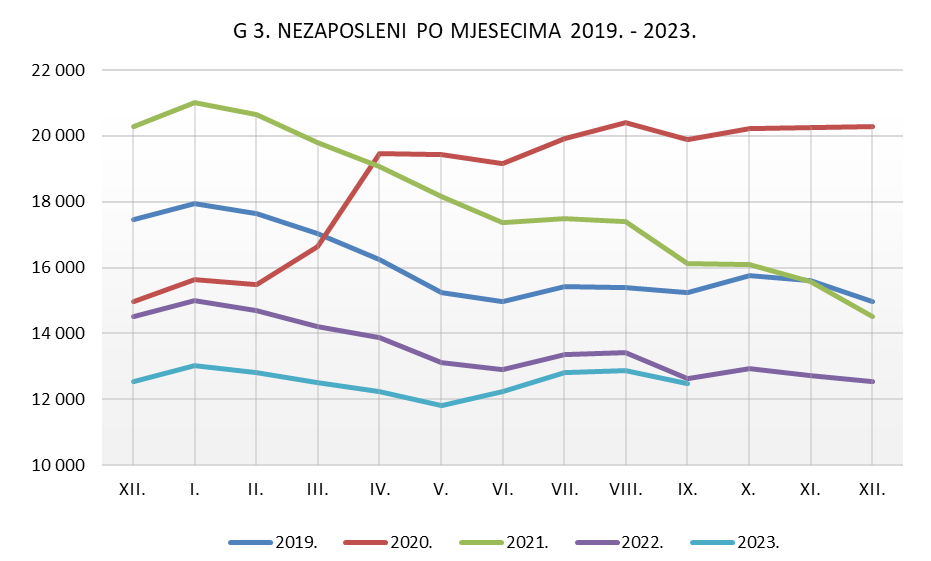 G 3. NEZAPOSLENI PO MJESECIMA 2019. - 2023.
22 000
20 000
18 000
16 000
14 000
12 000
10 000
XII. I. II. III. IV. V. VI. VII. VIII. IX. X. XI. XII.
2019. 2020. 2021. 2022. 2023.